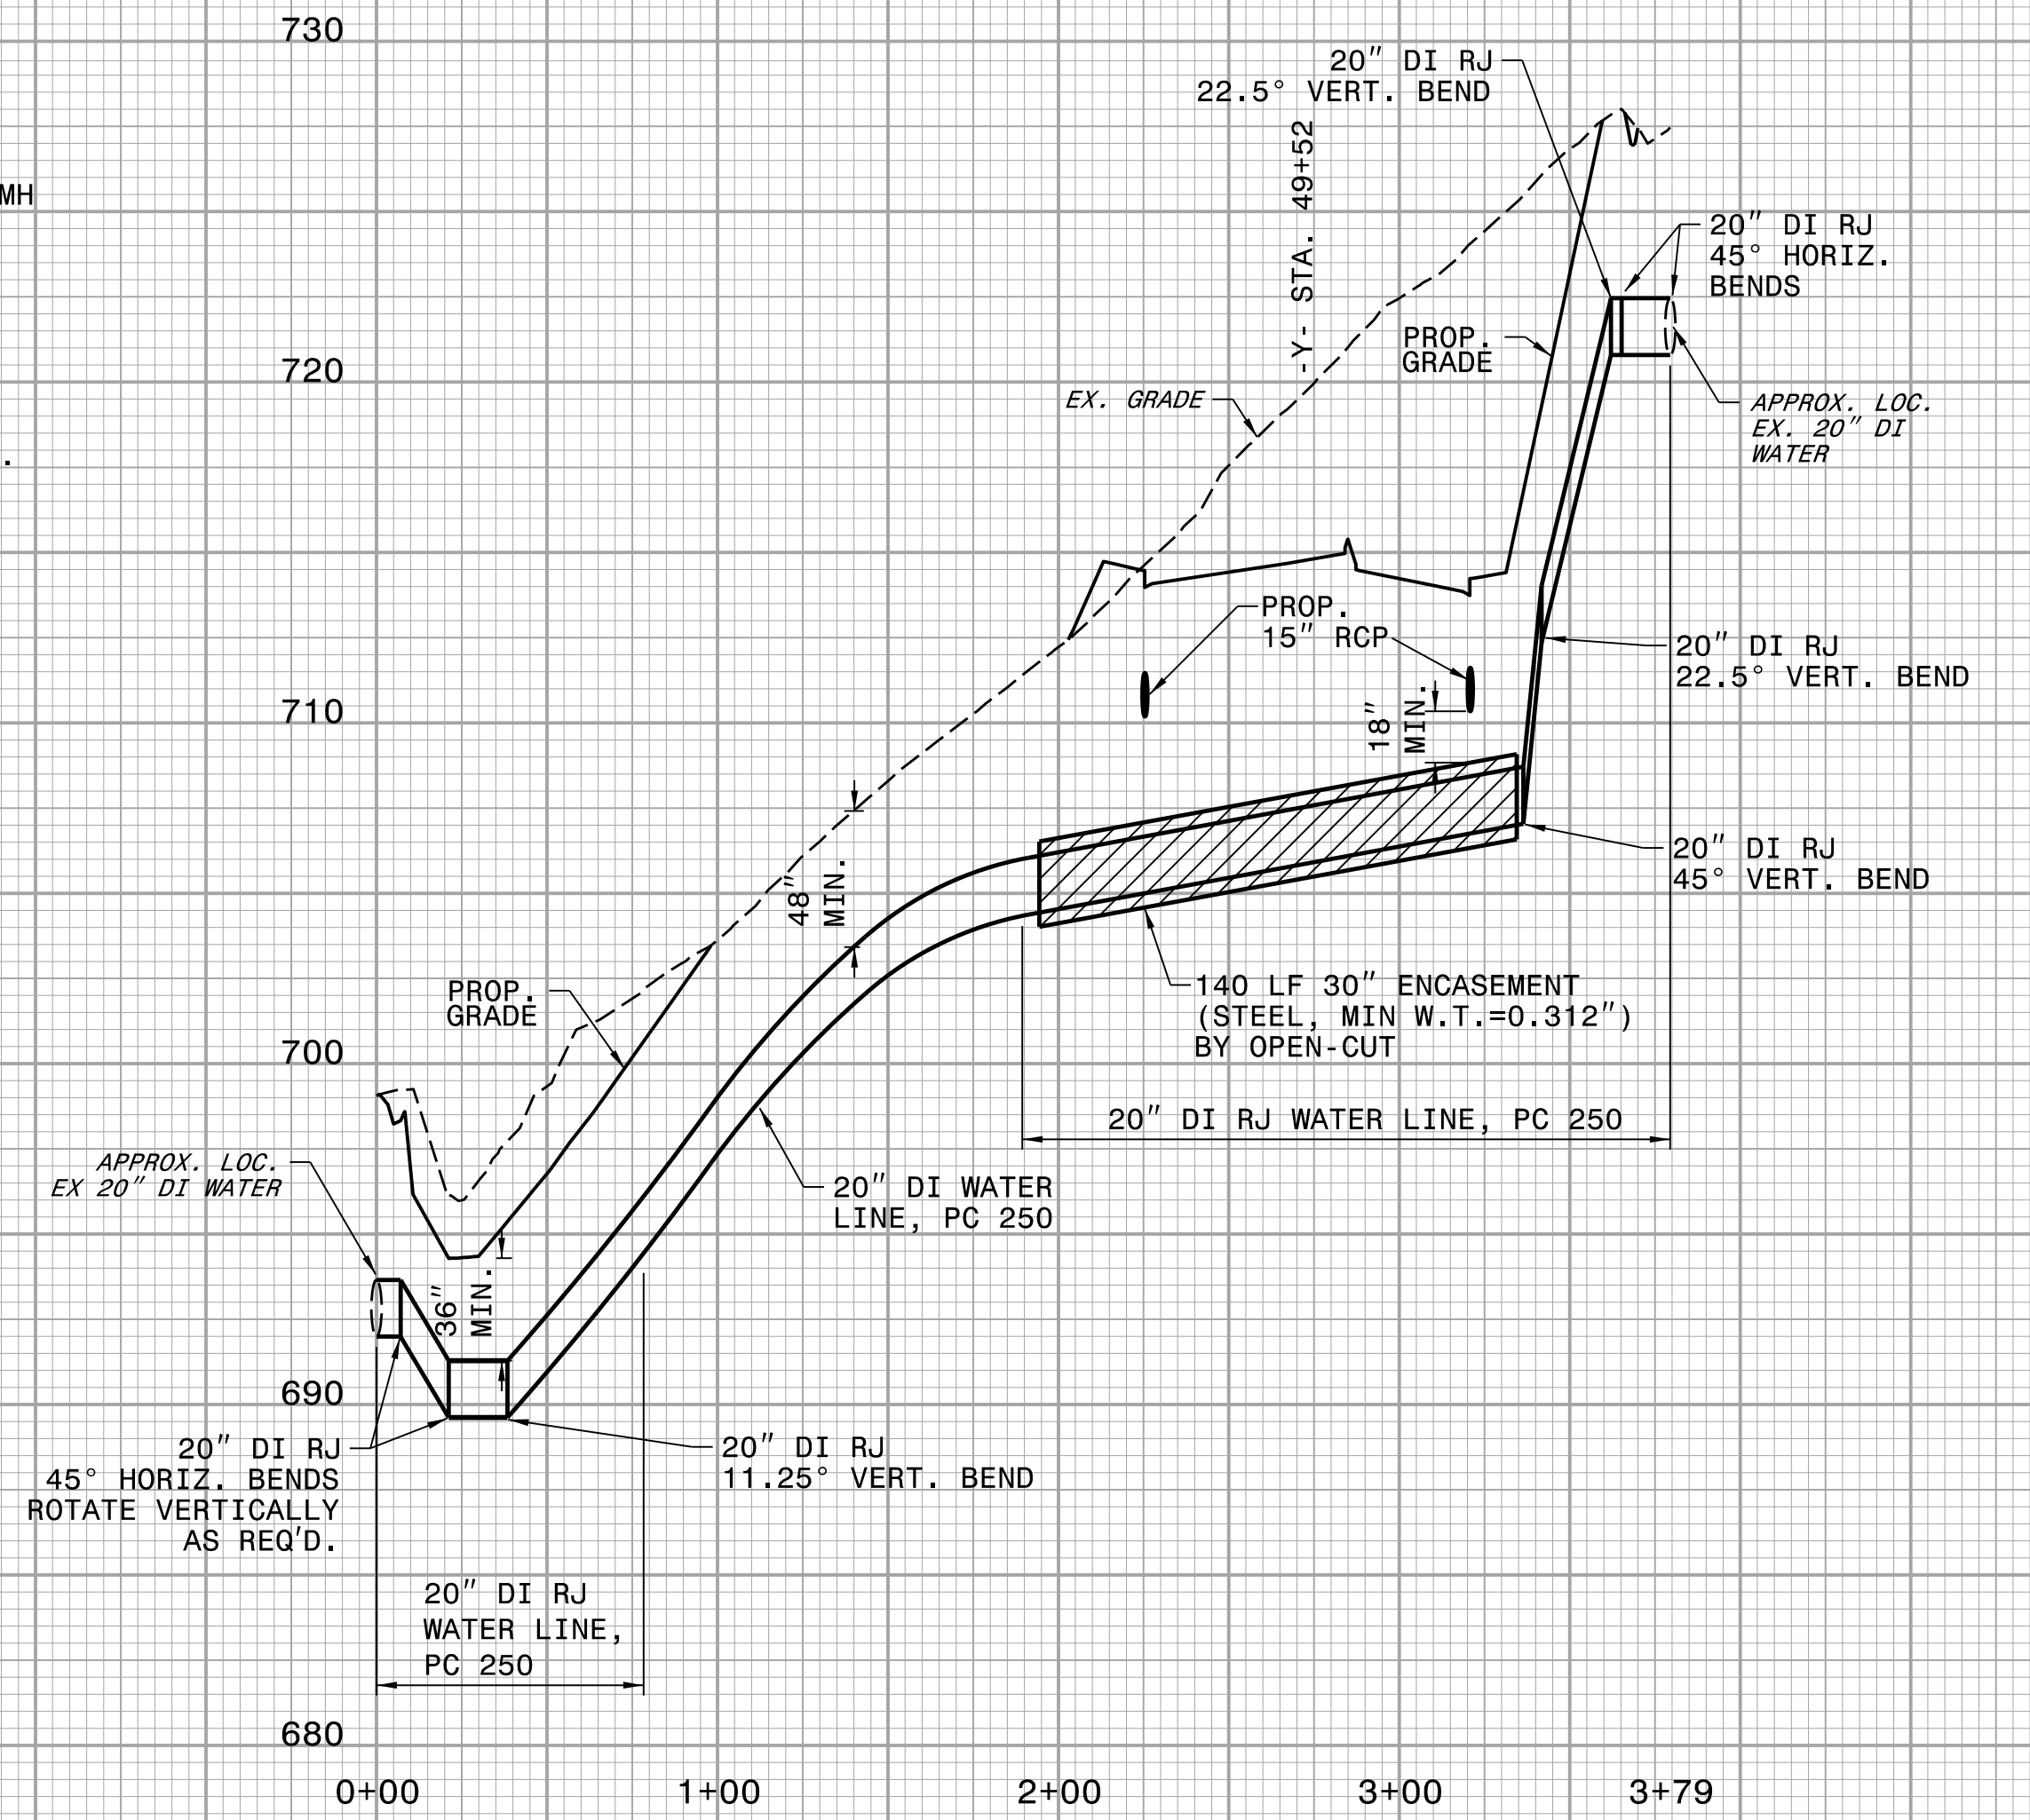 730
20" DI RJ
22.5° VERT. BEND
-Y- STA. 49+52
MH
20" DI RJ
45° HORIZ.
BENDS
PROP.
GRADE
720
EX. GRADE
APPROX. LOC.
EX. 20" DI
WATER
.
PROP.
15" RCP
20" DI RJ
22.5° VERT. BEND
710
18"
MIN.
48"
MIN.
20" DI RJ
45° VERT. BEND
PROP.
GRADE
140 LF 30" ENCASEMENT
(STEEL, MIN W.T.=0.312")
BY OPEN-CUT
700
20" DI RJ WATER LINE, PC 250
APPROX. LOC.
EX 20" DI WATER
20" DI WATER
LINE, PC 250
36"
MIN.
690
20" DI RJ
45° HORIZ. BENDS
ROTATE VERTICALLY
AS REQ'D.
20" DI RJ
11.25° VERT. BEND
20" DI RJ
WATER LINE,
PC 250
680
0+00 1+00 2+00 3+00 3+79